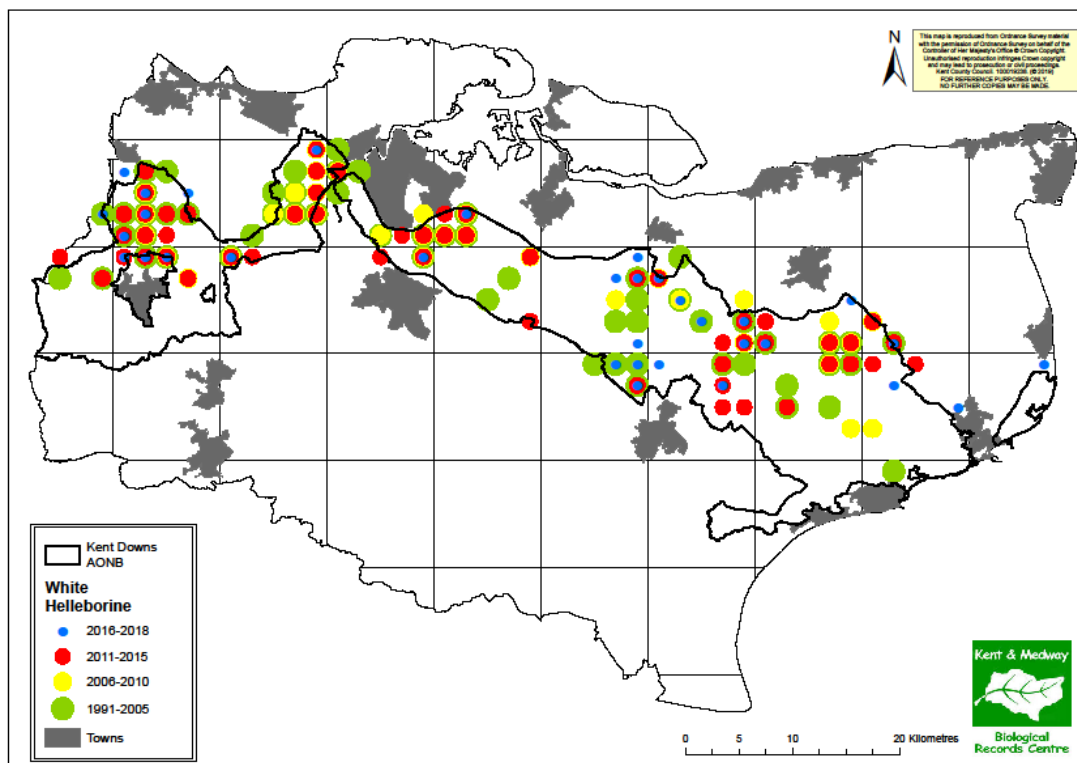 N
This map is reproduced from Ordnance Survey material
with the permission of Ordnance Survey on behalf of the
Controller of Her Majesty's Office © Crown Copyright.
Unauthorised reproduction infringes Crown copyright
and may lead to prosecution or civil proceedings.
Kent County Council. 100019238. (©2019)
FOR REFERENCE PURPOSES ONLY.
NO FURTHER COPIES MAY BE MADE.
Kent Downs
AONB
White
Helleborine
2016-2018
2011-2015
2006-2010
1991-2005
Towns
Kent & Medway
Biological
Records Centre
0 5 10 20 Kilometres